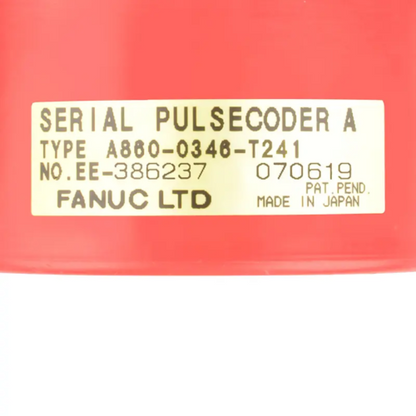 SERIAL PULSECODER A
TYPE A860-0346-T241
NO.EE-386237 070619
PAT.PEND.
FANUC LTD MADE IN JAPAN